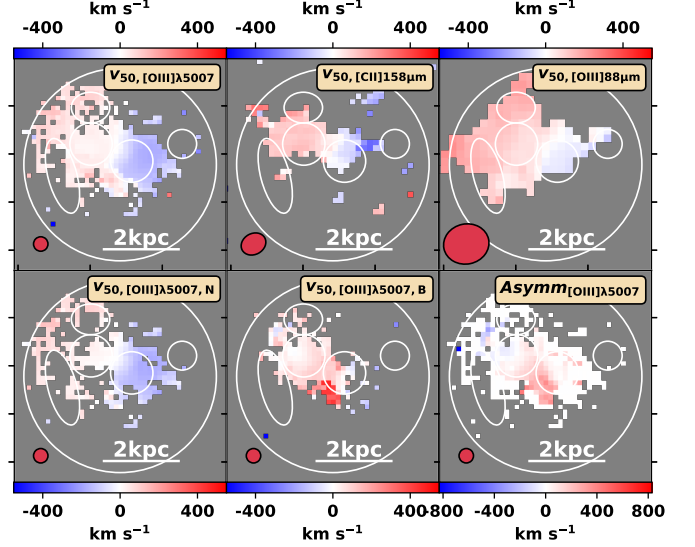 km s⁻¹ km s⁻¹ km s⁻¹
-400 0 400 -400 0 400 -400 0 400
v₅₀, [OIII]λ5007 v₅₀, [CII]158μm v₅₀, [OIII]88μm
2kpc 2kpc 2kpc
v₅₀, [OIII]λ5007, N v₅₀, [OIII]λ5007, B Asymm[OIII]λ5007
2kpc 2kpc 2kpc
-400 0 400 -400 0 400 -800 -400 0 400 800
km s⁻¹ km s⁻¹ km s⁻¹